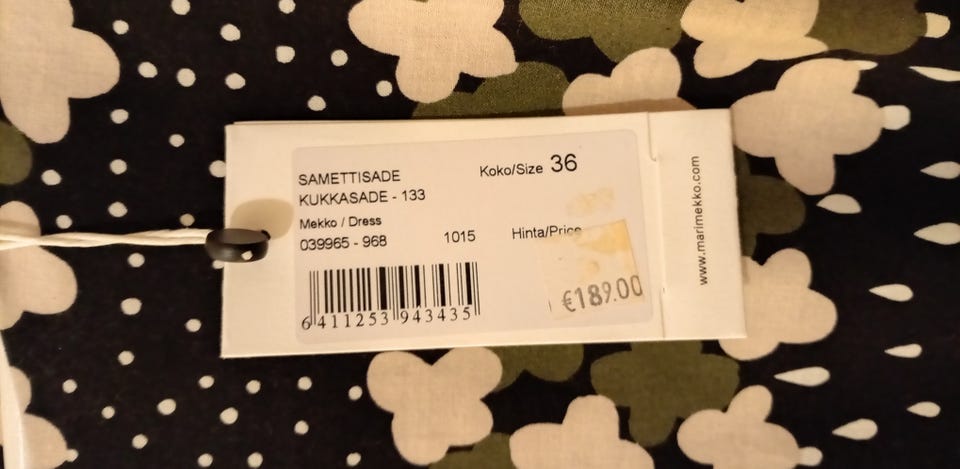 SAMETTISADE
KUKKASADE - 133
Koko/Size 36
Mekko / Dress
039965 - 968 1015
Hinta/Price
€189.00
6 411253 943435
www.marimekko.com